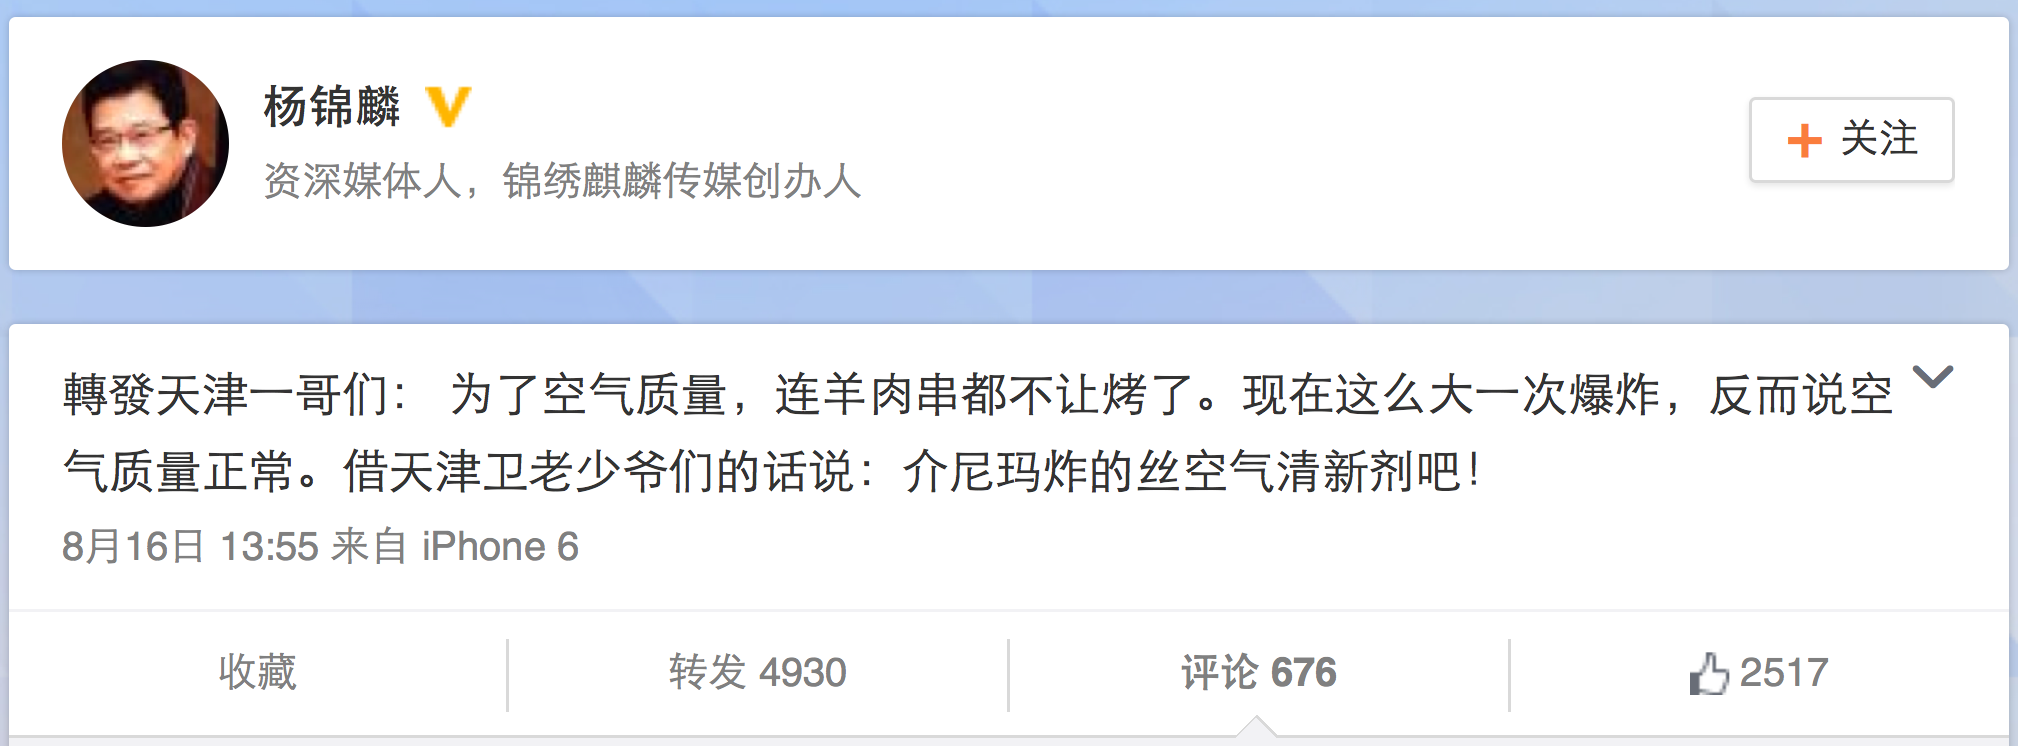 杨锦麟
资深媒体人，锦绣麒麟传媒创办人
+ 关注
轉發天津一哥们： 为了空气质量，连羊肉串都不让烤了。现在这么大一次爆炸，反而说空
气质量正常。借天津卫老少爷们的话说：介尼玛炸的丝空气清新剂吧！
8月16日 13:55 来自 iPhone 6
收藏
转发 4930
评论 676
2517